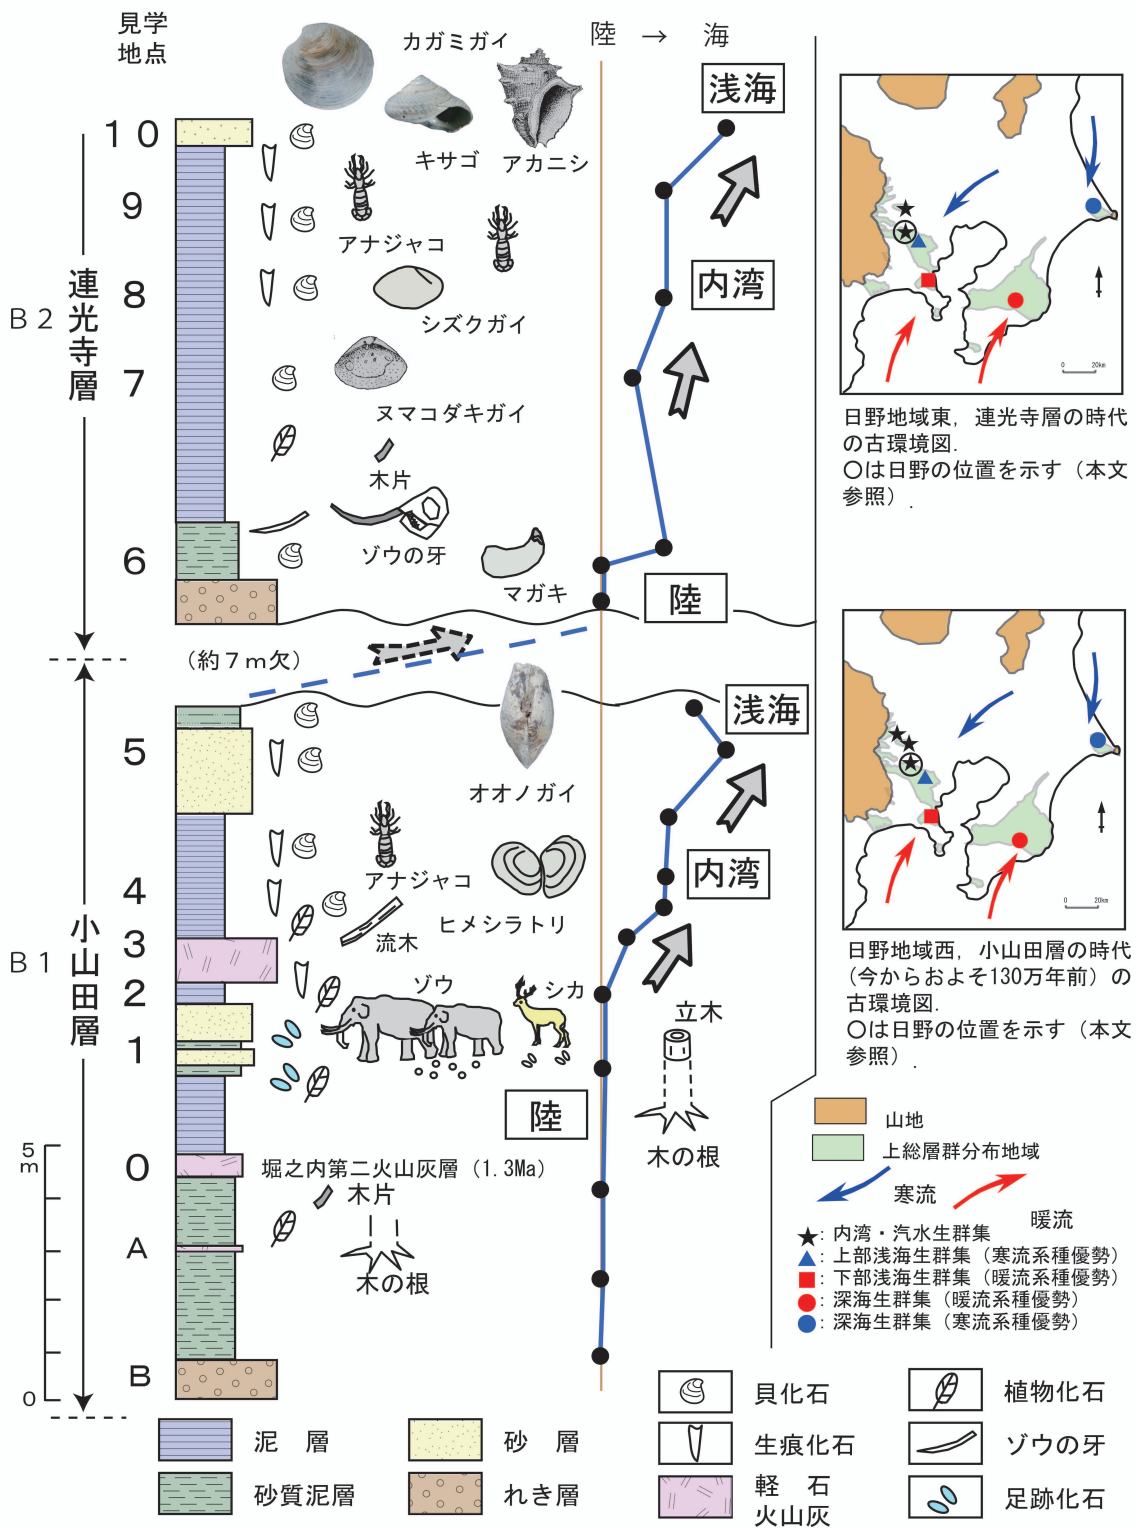 見学
地点
カガミガイ
陸 → 海
浅海
10
キサゴ
アカニシ
9
アナジャコ
8
内湾
シズクガイ
B2
連光寺層
7
ヌマコダキガイ
木片
ゾウの牙
6
マガキ
陸
(約7m欠)
浅海
5
オオノガイ
アナジャコ
内湾
4
ヒメシラトリ
流木
3
B1
小山田層
2
ゾウ
シカ
立木
1
陸
木の根
5
m
0
堀之内第二火山灰層(1.3Ma)
木片
A
木の根
B
0
泥 層
砂 層
砂質泥層
れき層
貝化石
植物化石
生痕化石
ゾウの牙
軽 石
火山灰
足跡化石
0 20km
日野地域東,連光寺層の時代
の古環境図.
○は日野の位置を示す(本文
参照).
0 20km
日野地域西,小山田層の時代
(今からおよそ130万年前)の
古環境図.
○は日野の位置を示す(本文
参照).
山地
上総層群分布地域
寒流
暖流
★:内湾・汽水生群集
▲:上部浅海生群集(寒流系種優勢)
■:下部浅海生群集(暖流系種優勢)
●:深海生群集(暖流系種優勢)
●:深海生群集(寒流系種優勢)